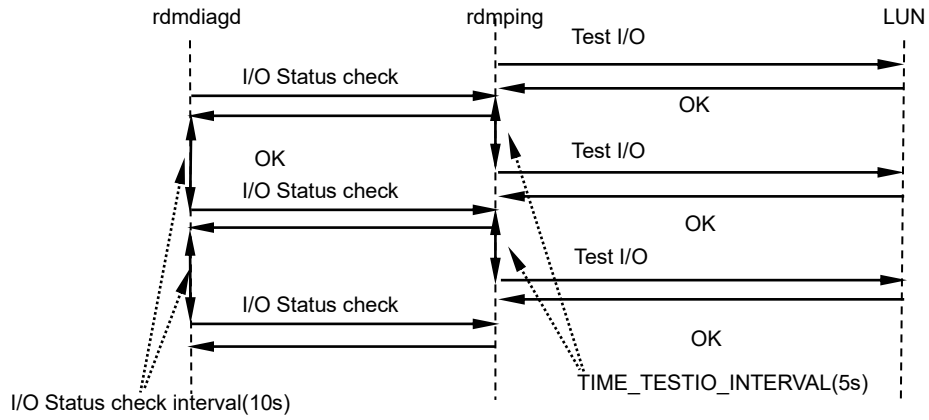 rdmdiagd rdmping LUN
Test I/O
I/O Status check
OK
Test I/O
OK
I/O Status check
OK
Test I/O
I/O Status check
OK
TIME_TESTIO_INTERVAL(5s)
I/O Status check interval(10s)